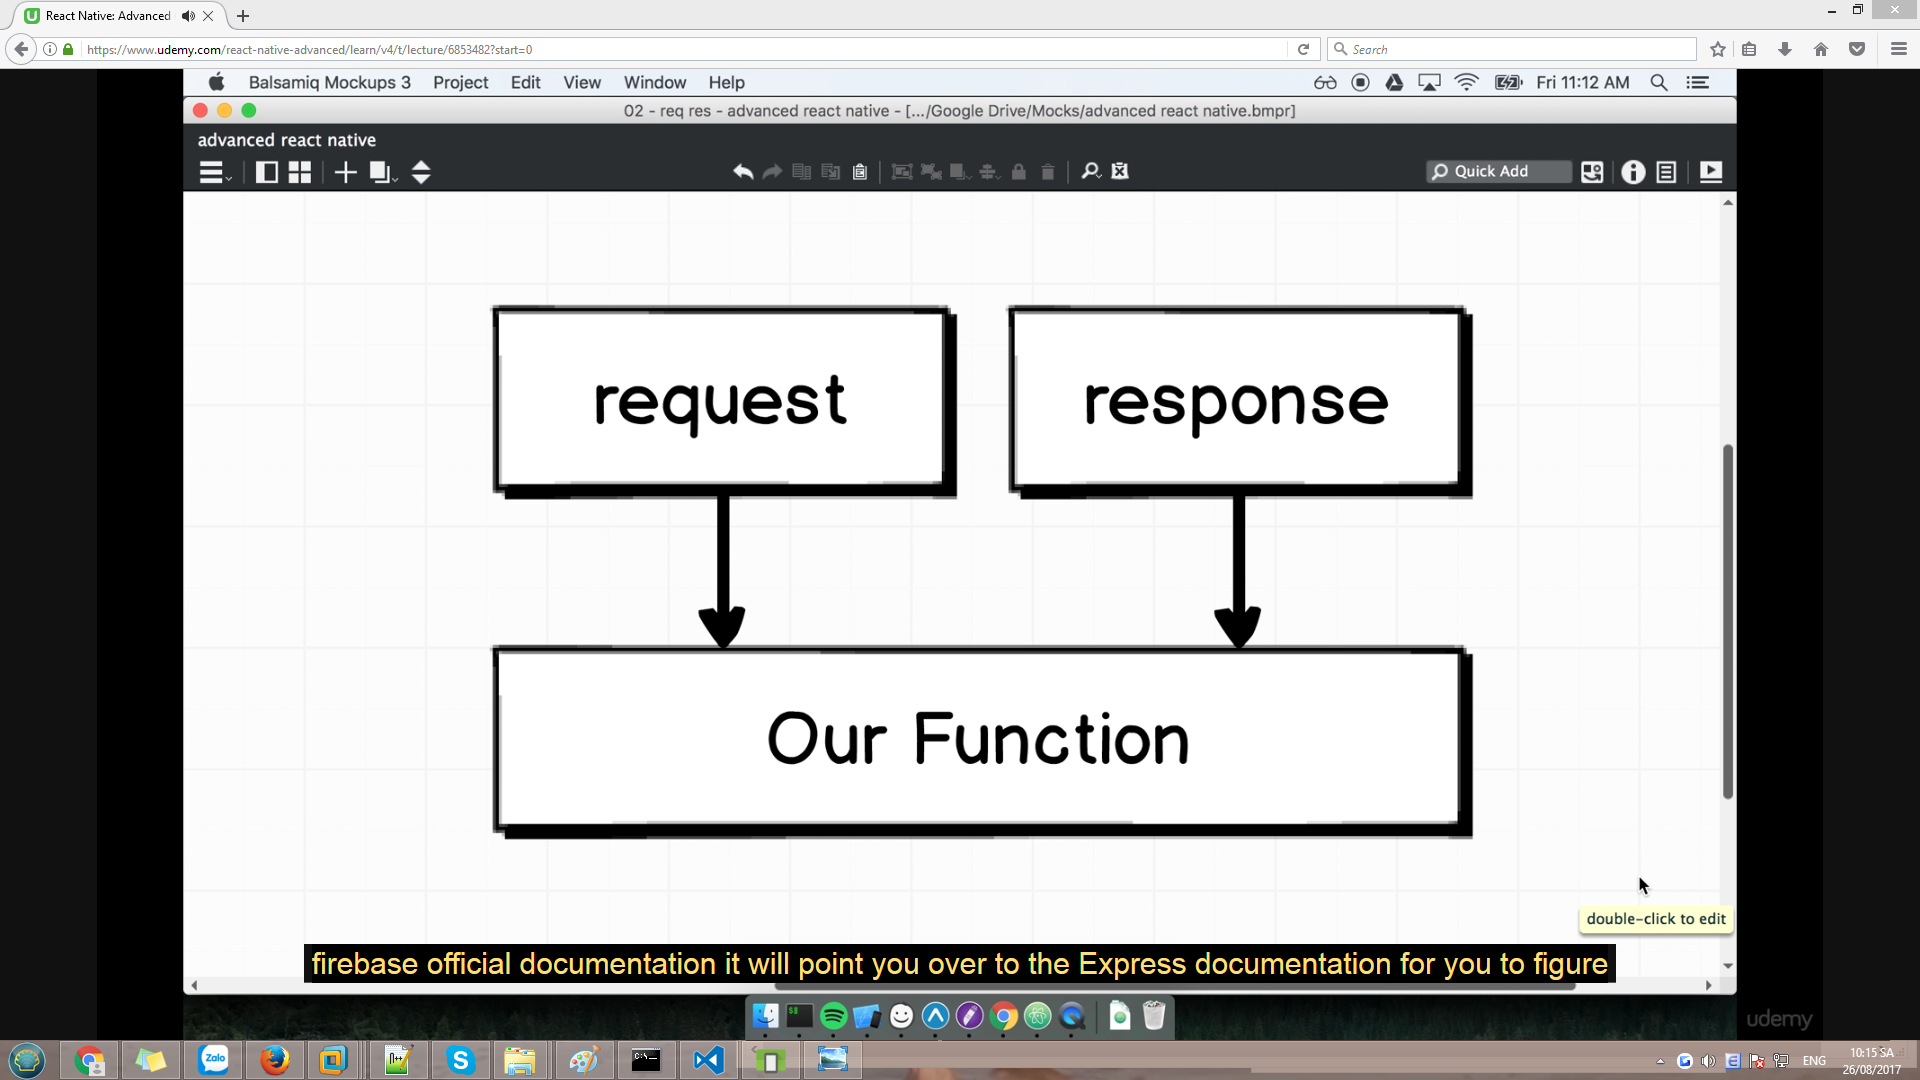 React Native: Advanced
https://www.udemy.com/react-native-advanced/learn/v4/t/lecture/6853482?start=0
Search
Balsamiq Mockups 3 Project Edit View Window Help
Fri 11:12 AM
02 - req res - advanced react native - [.../Google Drive/Mocks/advanced react native.bmpr]
advanced react native
Quick Add
request
response
Our Function
double-click to edit
firebase official documentation it will point you over to the Express documentation for you to figure
udemy
Zalo
ENG
10:15 SA
26/08/2017